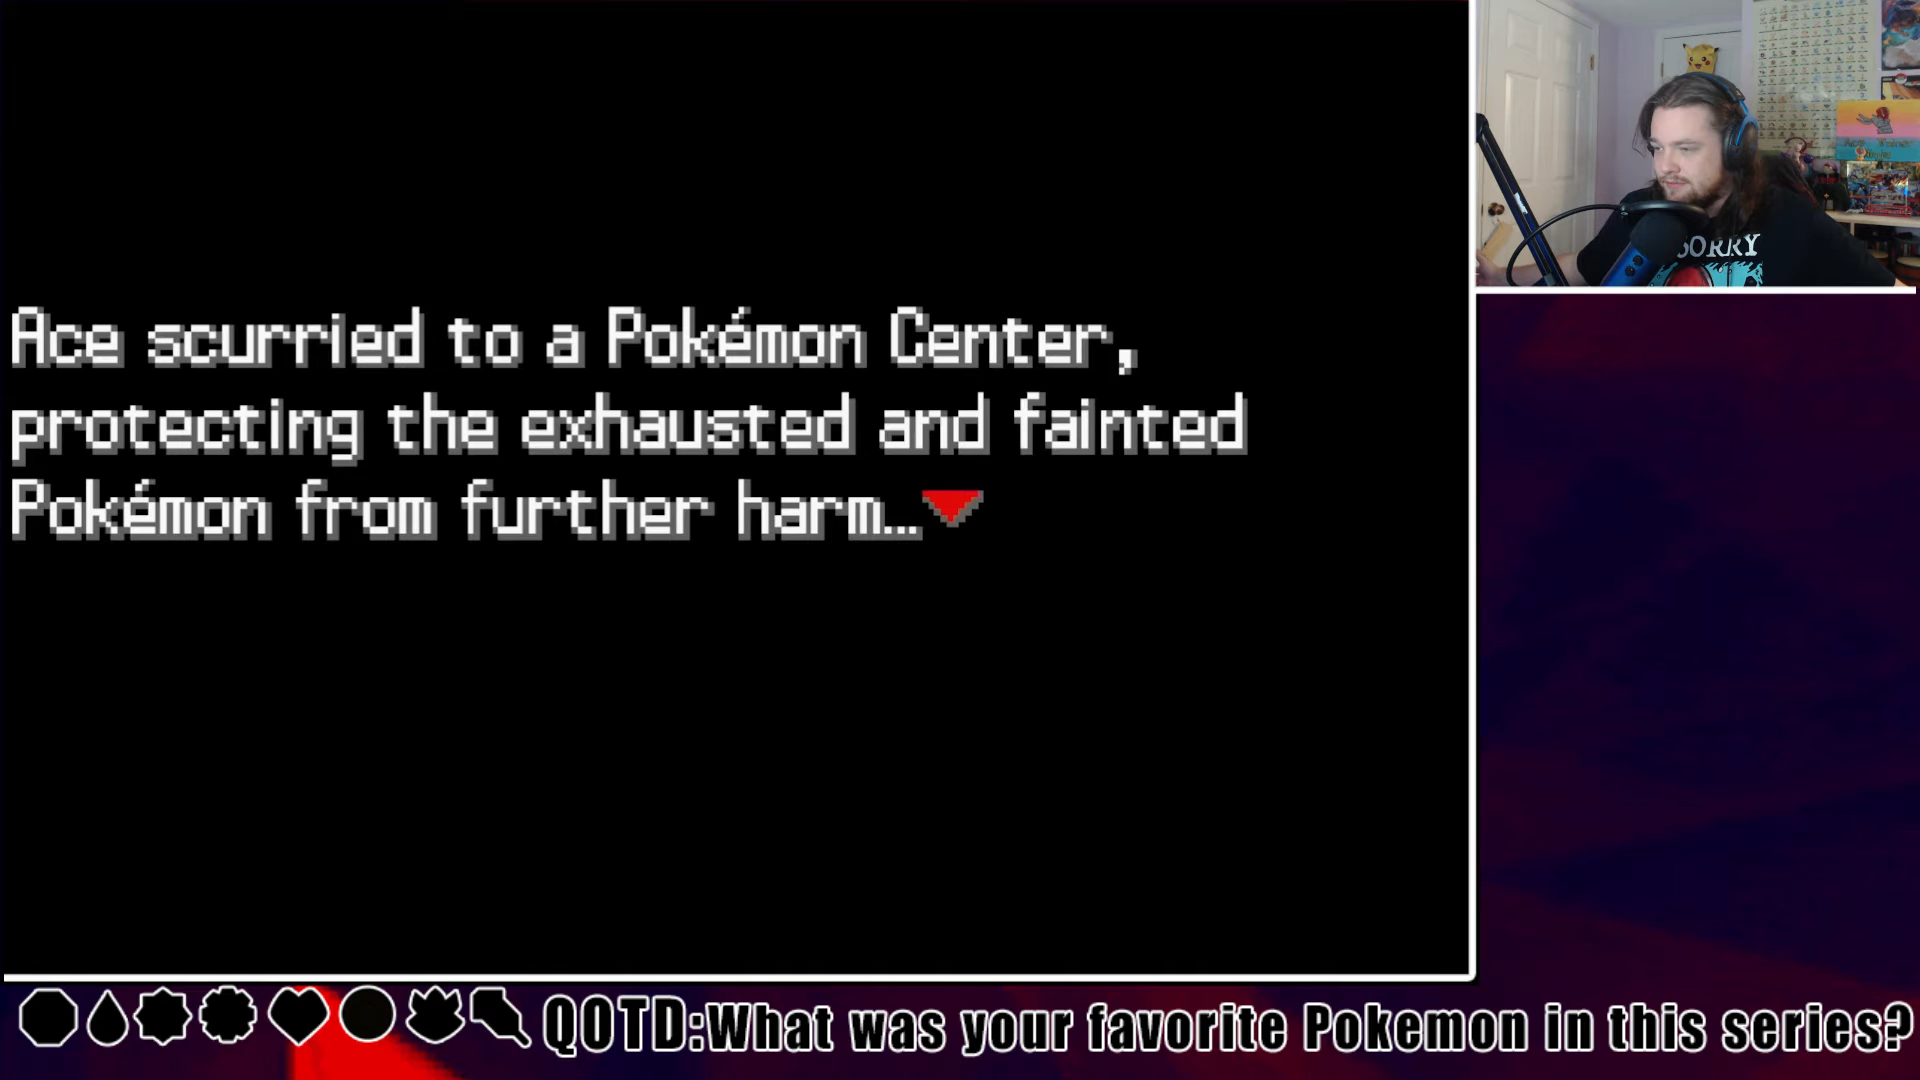 Ace scurried to a Pokémon Center,
protecting the exhausted and fainted
Pokémon from further harm...
SORRY
QOTD:What was your favorite Pokemon in this series?